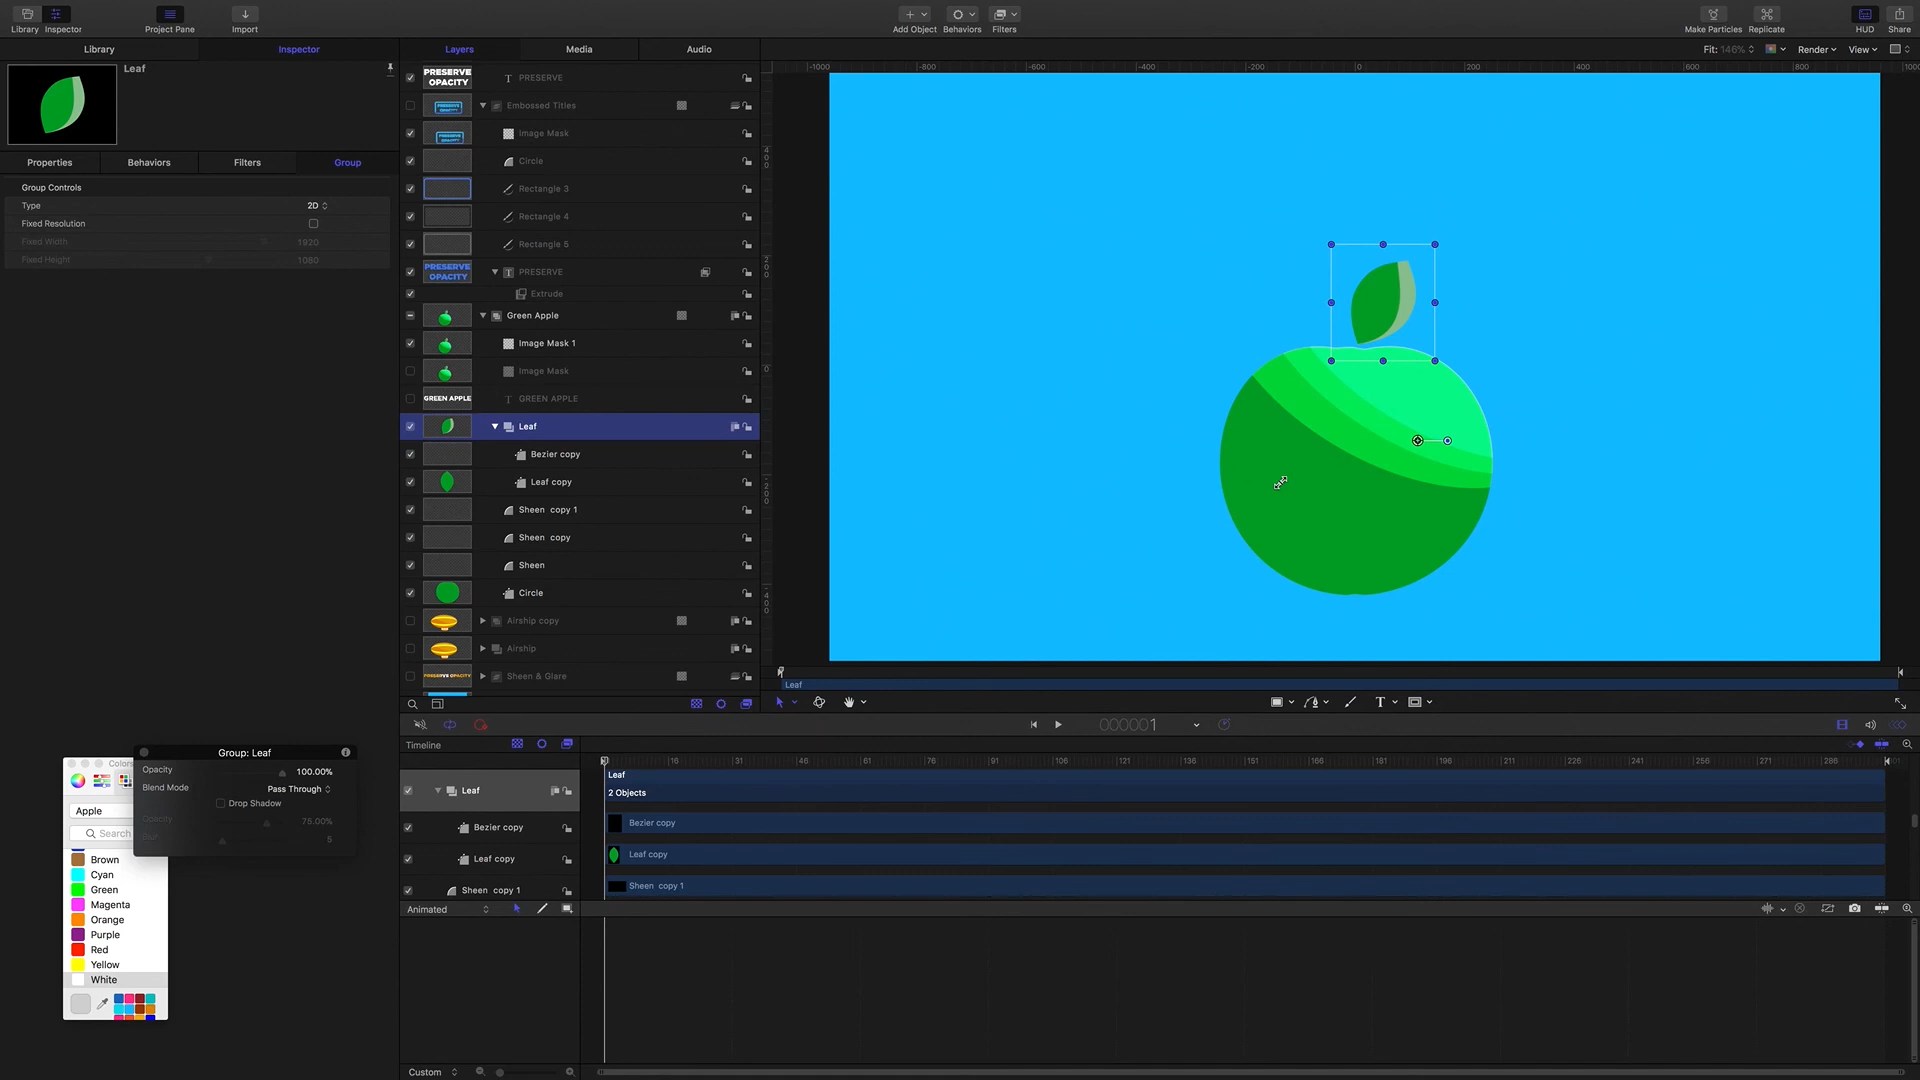 Library Inspector Project Pane Import Add Object Behaviors Filters Make Particles Replicate HUD Share
Library Inspector Layers Media Audio Fit: 146% Render View
Leaf
Properties Behaviors Filters Group
Group Controls
Type 2D
Fixed Resolution
Fixed Width 1920
Fixed Height 1080
PRESERVE OPACITY PRESERVE
PRESERVE OPACITY Embossed Titles
PRESERVE OPACITY Image Mask
Circle
Rectangle 3
Rectangle 4
Rectangle 5
PRESERVE OPACITY PRESERVE
Extrude
Green Apple
Image Mask 1
Image Mask
GREEN APPLE GREEN APPLE
Leaf
Bezier copy
Leaf copy
Sheen copy 1
Sheen copy
Sheen
Circle
Airship copy
Airship
PRESERVE OPACITY Sheen & Glare
-1000 -800 -600 -400 -200 0 200 400 600 800 1000
400
200
0
-200
-400
Leaf
T
000001
Timeline
16 31 46 61 76 91 106 121 136 151 166 181 196 211 226 241 256 271 286 301
Leaf Leaf
2 Objects
Bezier copy Bezier copy
Leaf copy Leaf copy
Sheen copy 1 Sheen copy 1
Animated
Custom
Group: Leaf
Opacity 100.00%
Blend Mode Pass Through
Drop Shadow
Opacity 75.00%
Blur 5
Colors
Apple
Search
Brown
Cyan
Green
Magenta
Orange
Purple
Red
Yellow
White